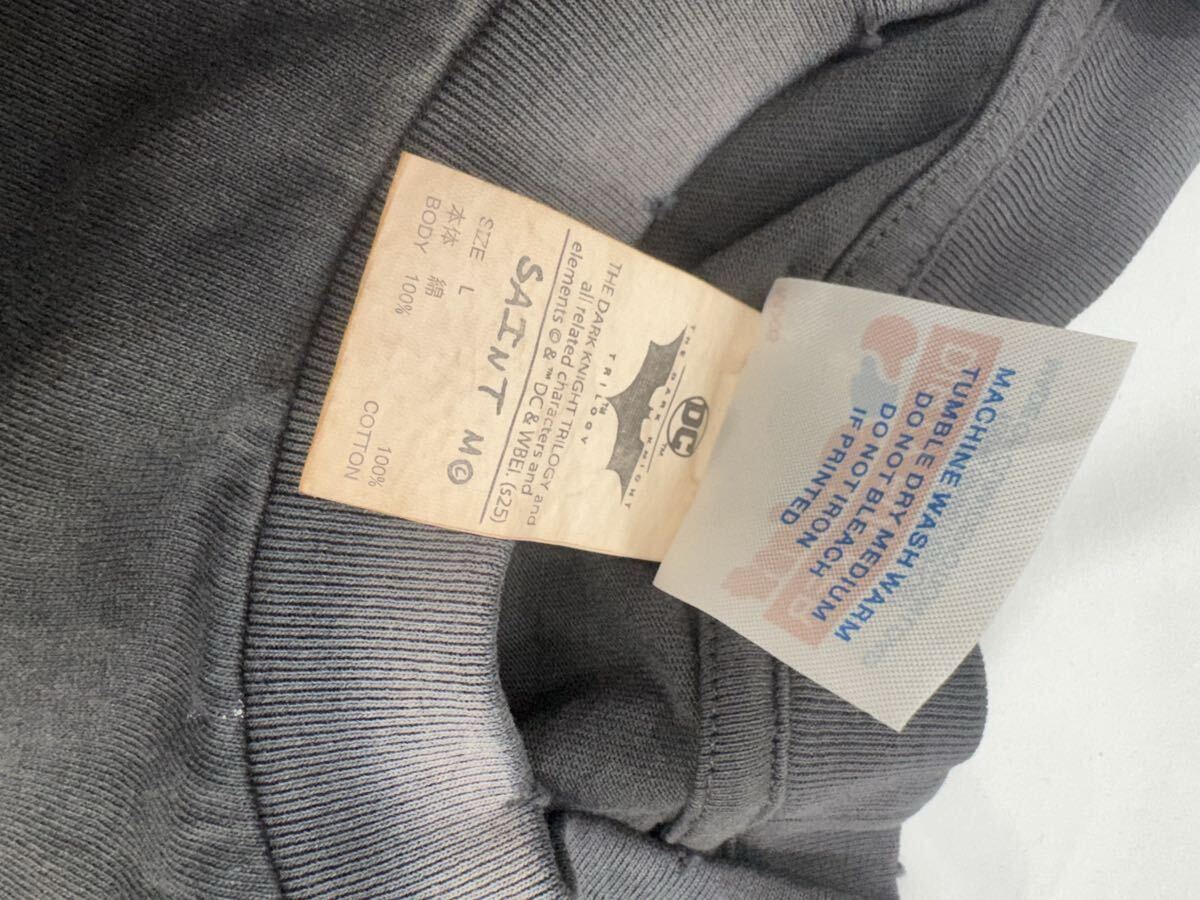 DC
THE DARK KNIGHT
TRILOGY
THE DARK KNIGHT TRILOGY and
all related characters and
elements © & ™ DC & WBEI. (s25)
SAINT M
SIZE L
本体 綿 100%
BODY COTTON 100%
MACHINE WASH WARM
TUMBLE DRY MEDIUM
DO NOT BLEACH
DO NOT IRON
IF PRINTED